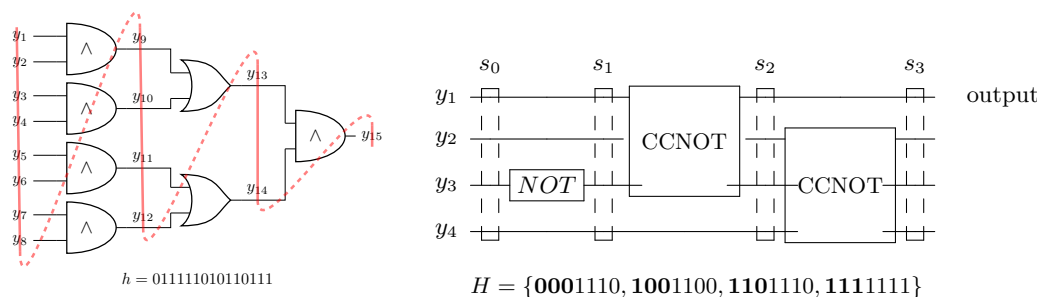 y1
y2
y3
y4
y5
y6
y7
y8
∧
∧
∧
∧
y9
y10
y11
y12
y13
y14
∧
y15
h = 011111010110111
s0 s1 s2 s3
y1 output
y2 CCNOT
y3 NOT CCNOT
y4
H = {0001110, 1001100, 1101110, 1111111}